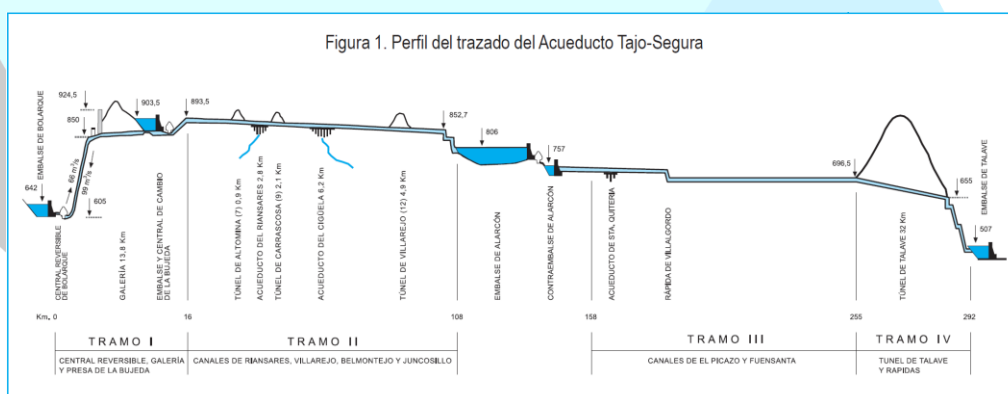 Figura 1. Perfil del trazado del Acueducto Tajo-Segura
924,5
903,5
893,5
850
852,7
EMBALSE DE BOLARQUE
642
66 m³/s
99 m³/s
605
CENTRAL REVERSIBLE
DE BOLARQUE
GALERÍA 13,8 Km
EMBALSE Y CENTRAL DE CAMBIO
DE LA BUJEDA
TÚNEL DE ALTOMINA (7) 0,9 Km
ACUEDUCTO DEL RIANSARES 2,8 Km
TÚNEL DE CARRASCOSA (9) 2,1 Km
ACUEDUCTO DEL CIGÜELA 6,2 Km
TÚNEL DE VILLAREJO (12) 4,9 Km
806
EMBALSE DE ALARCÓN
757
CONTRAEMBALSE DE ALARCÓN
ACUEDUCTO DE STA. QUITERIA
RÁPIDA DE VILLALGORDO
696,5
TÚNEL DE TALAVE 32 Km
655
EMBALSE DE TALAVE
507
Km. 0
16
108
158
255
292
TRAMO I
TRAMO II
TRAMO III
TRAMO IV
CENTRAL REVERSIBLE, GALERÍA
Y PRESA DE LA BUJEDA
CANALES DE RIANSARES, VILLAREJO, BELMONTEJO Y JUNCOSILLO
CANALES DE EL PICAZO Y FUENSANTA
TUNEL DE TALAVE
Y RAPIDAS